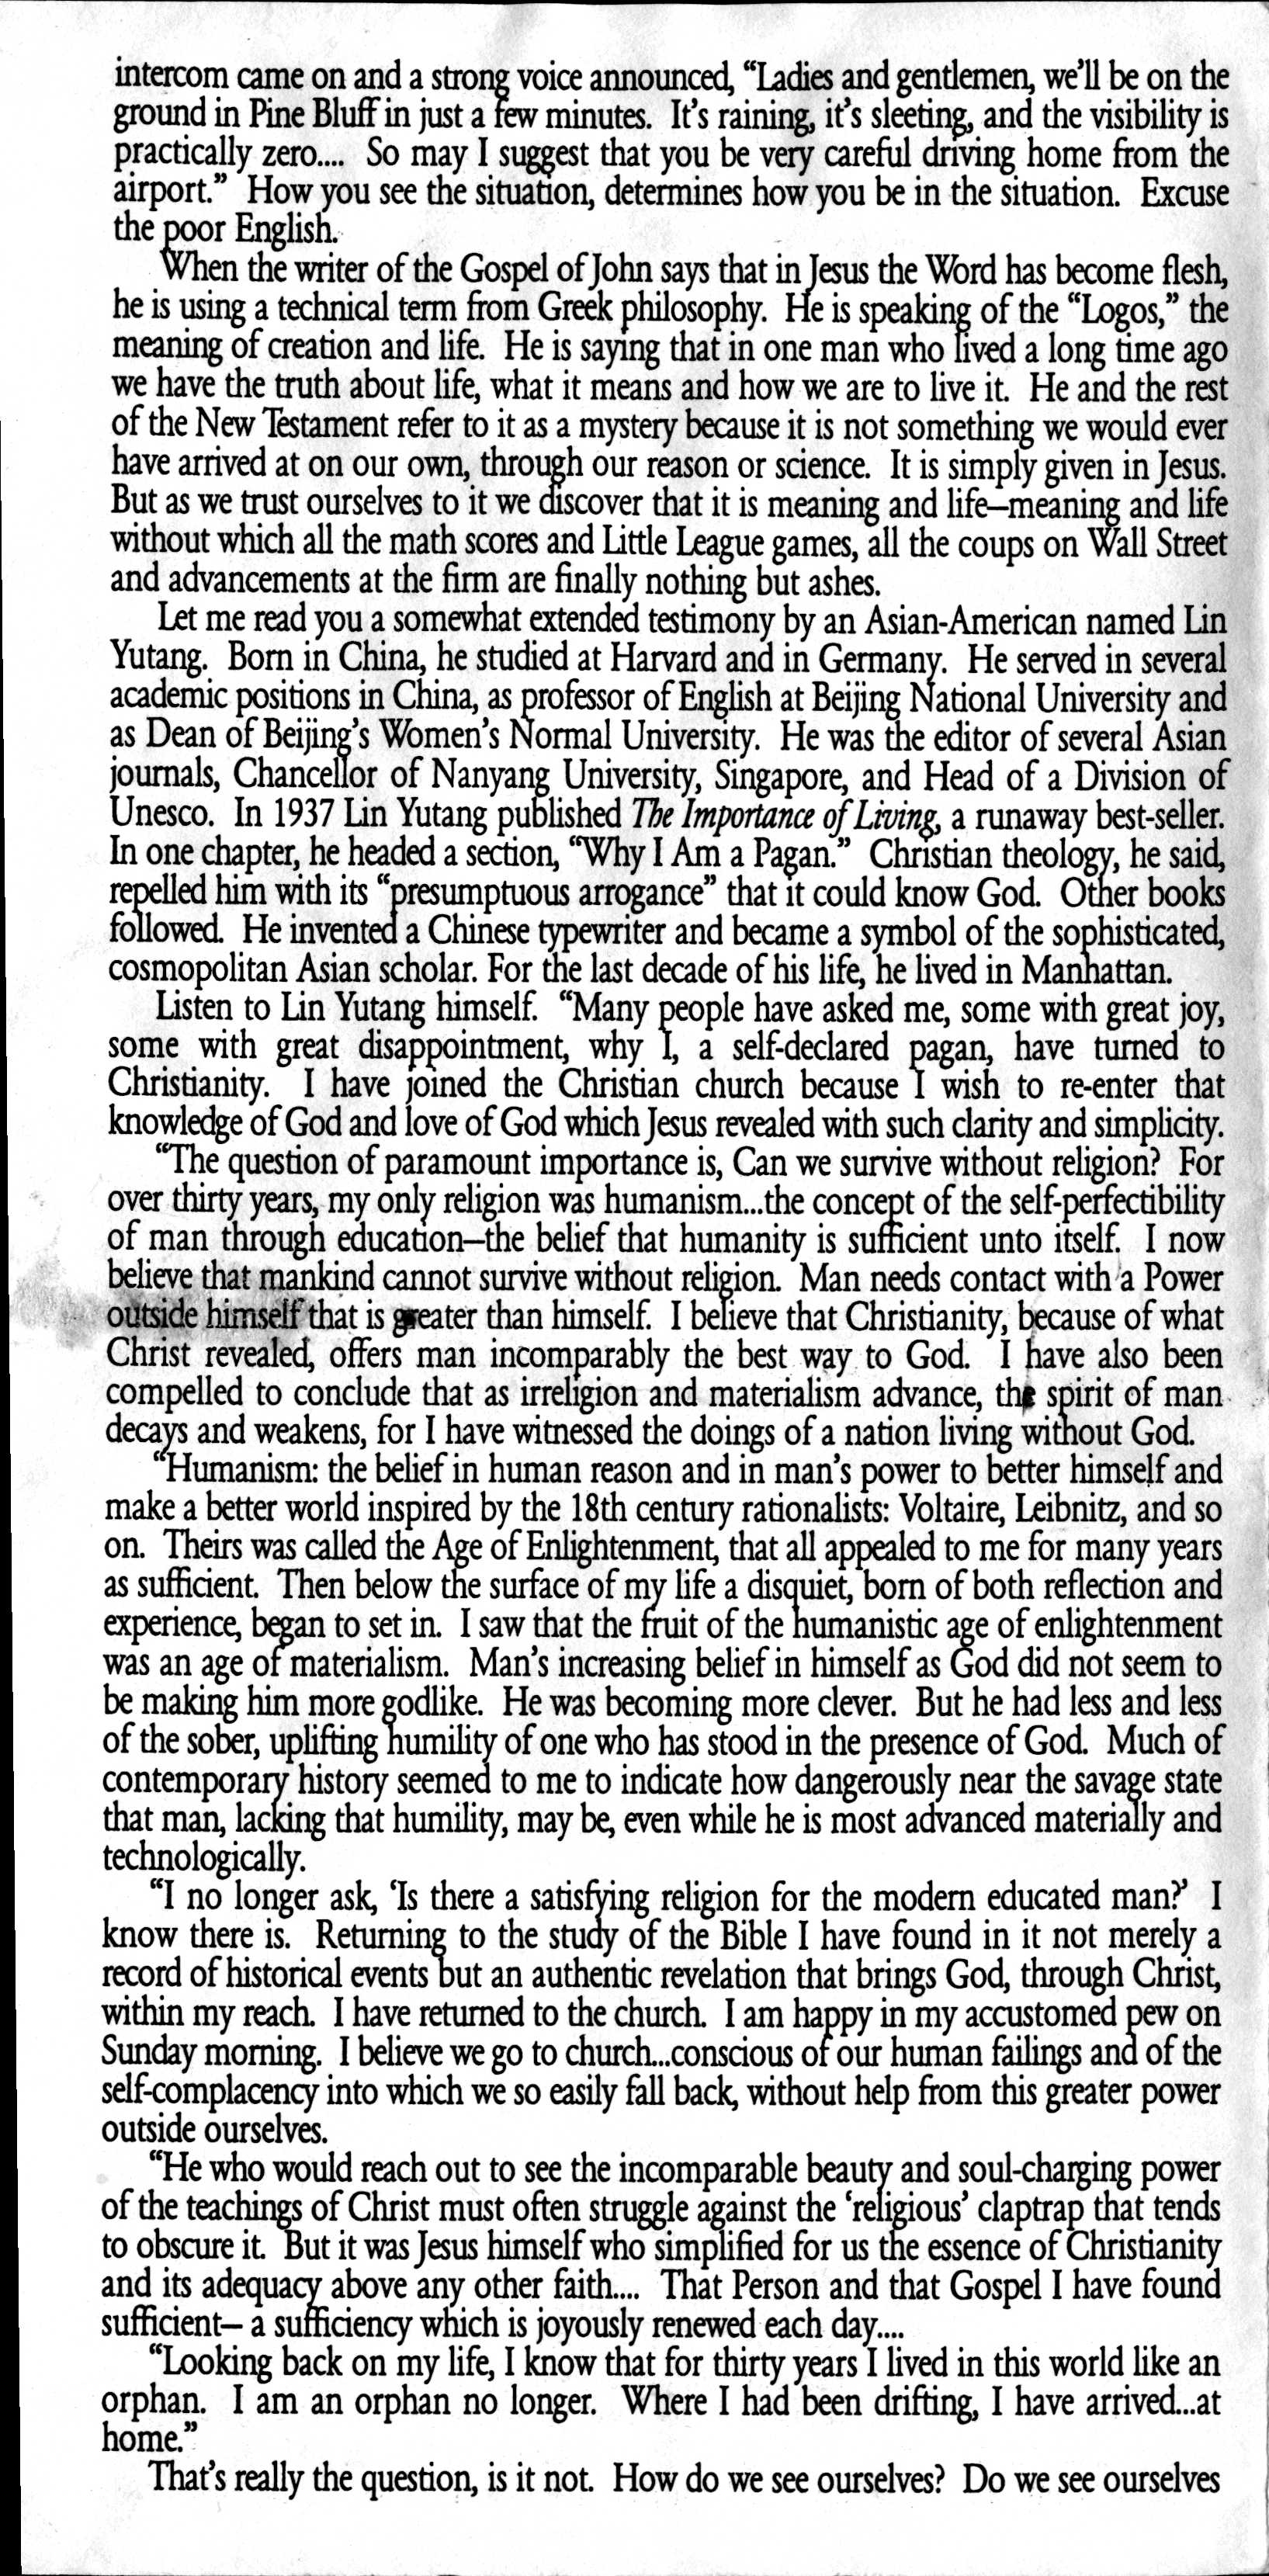 intercom came on and a strong voice announced, “Ladies and gentlemen, we’ll be on the
ground in Pine Bluff in just a few minutes. It’s raining, it’s sleeting, and the visibility is
practically zero.... So may I suggest that you be very careful driving home from the
airport.” How you see the situation, determines how you be in the situation. Excuse
the poor English.
When the writer of the Gospel of John says that in Jesus the Word has become flesh,
he is using a technical term from Greek philosophy. He is speaking of the “Logos,” the
meaning of creation and life. He is saying that in one man who lived a long time ago
we have the truth about life, what it means and how we are to live it. He and the rest
of the New Testament refer to it as a mystery because it is not something we would ever
have arrived at on our own, through our reason or science. It is simply given in Jesus.
But as we trust ourselves to it we discover that it is meaning and life–meaning and life
without which all the math scores and Little League games, all the coups on Wall Street
and advancements at the firm are finally nothing but ashes.
Let me read you a somewhat extended testimony by an Asian-American named Lin
Yutang. Born in China, he studied at Harvard and in Germany. He served in several
academic positions in China, as professor of English at Beijing National University and
as Dean of Beijing’s Women’s Normal University. He was the editor of several Asian
journals, Chancellor of Nanyang University, Singapore, and Head of a Division of
Unesco. In 1937 Lin Yutang published The Importance of Living, a runaway best-seller.
In one chapter, he headed a section, “Why I Am a Pagan.” Christian theology, he said,
repelled him with its “presumptuous arrogance” that it could know God. Other books
followed. He invented a Chinese typewriter and became a symbol of the sophisticated,
cosmopolitan Asian scholar. For the last decade of his life, he lived in Manhattan.
Listen to Lin Yutang himself. “Many people have asked me, some with great joy,
some with great disappointment, why I, a self-declared pagan, have turned to
Christianity. I have joined the Christian church because I wish to re-enter that
knowledge of God and love of God which Jesus revealed with such clarity and simplicity.
“The question of paramount importance is, Can we survive without religion? For
over thirty years, my only religion was humanism...the concept of the self-perfectibility
of man through education–the belief that humanity is sufficient unto itself. I now
believe that mankind cannot survive without religion. Man needs contact with a Power
outside himself that is greater than himself. I believe that Christianity, because of what
Christ revealed, offers man incomparably the best way to God. I have also been
compelled to conclude that as irreligion and materialism advance, the spirit of man
decays and weakens, for I have witnessed the doings of a nation living without God.
“Humanism: the belief in human reason and in man’s power to better himself and
make a better world inspired by the 18th century rationalists: Voltaire, Leibnitz, and so
on. Theirs was called the Age of Enlightenment, that all appealed to me for many years
as sufficient. Then below the surface of my life a disquiet, born of both reflection and
experience, began to set in. I saw that the fruit of the humanistic age of enlightenment
was an age of materialism. Man’s increasing belief in himself as God did not seem to
be making him more godlike. He was becoming more clever. But he had less and less
of the sober, uplifting humility of one who has stood in the presence of God. Much of
contemporary history seemed to me to indicate how dangerously near the savage state
that man, lacking that humility, may be, even while he is most advanced materially and
technologically.
“I no longer ask, ‘Is there a satisfying religion for the modern educated man?’ I
know there is. Returning to the study of the Bible I have found in it not merely a
record of historical events but an authentic revelation that brings God, through Christ,
within my reach. I have returned to the church. I am happy in my accustomed pew on
Sunday morning. I believe we go to church...conscious of our human failings and of the
self-complacency into which we so easily fall back, without help from this greater power
outside ourselves.
“He who would reach out to see the incomparable beauty and soul-charging power
of the teachings of Christ must often struggle against the ‘religious’ claptrap that tends
to obscure it. But it was Jesus himself who simplified for us the essence of Christianity
and its adequacy above any other faith.... That Person and that Gospel I have found
sufficient– a sufficiency which is joyously renewed each day....
“Looking back on my life, I know that for thirty years I lived in this world like an
orphan. I am an orphan no longer. Where I had been drifting, I have arrived...at
home.”
That’s really the question, is it not. How do we see ourselves? Do we see ourselves